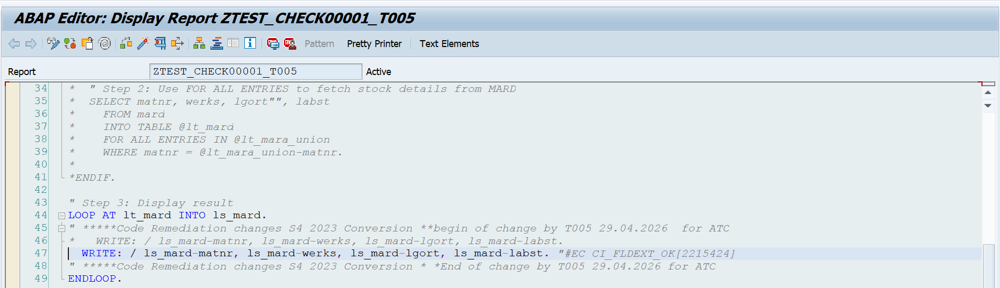 ABAP Editor: Display Report ZTEST_CHECK00001_T005
Pattern Pretty Printer Text Elements
Report ZTEST_CHECK00001_T005 Active
34 * " Step 2: Use FOR ALL ENTRIES to fetch stock details from MARD
35 * SELECT matnr, werks, lgort"", labst
36 * FROM mard
37 * INTO TABLE @lt_mard
38 * FOR ALL ENTRIES IN @lt_mara_union
39 * WHERE matnr = @lt_mara_union-matnr.
40 *
41 *ENDIF.
42
43 " Step 3: Display result
44 LOOP AT lt_mard INTO ls_mard.
45 " *****Code Remediation changes S4 2023 Conversion **begin of change by T005 29.04.2026  for ATC
46 *   WRITE: / ls_mard-matnr, ls_mard-werks, ls_mard-lgort, ls_mard-labst.
47 WRITE: / ls_mard-matnr, ls_mard-werks, ls_mard-lgort, ls_mard-labst. "#EC CI_FLDEXT_OK[2215424]
48 " *****Code Remediation changes S4 2023 Conversion * *End of change by T005 29.04.2026 for ATC
49 ENDLOOP.